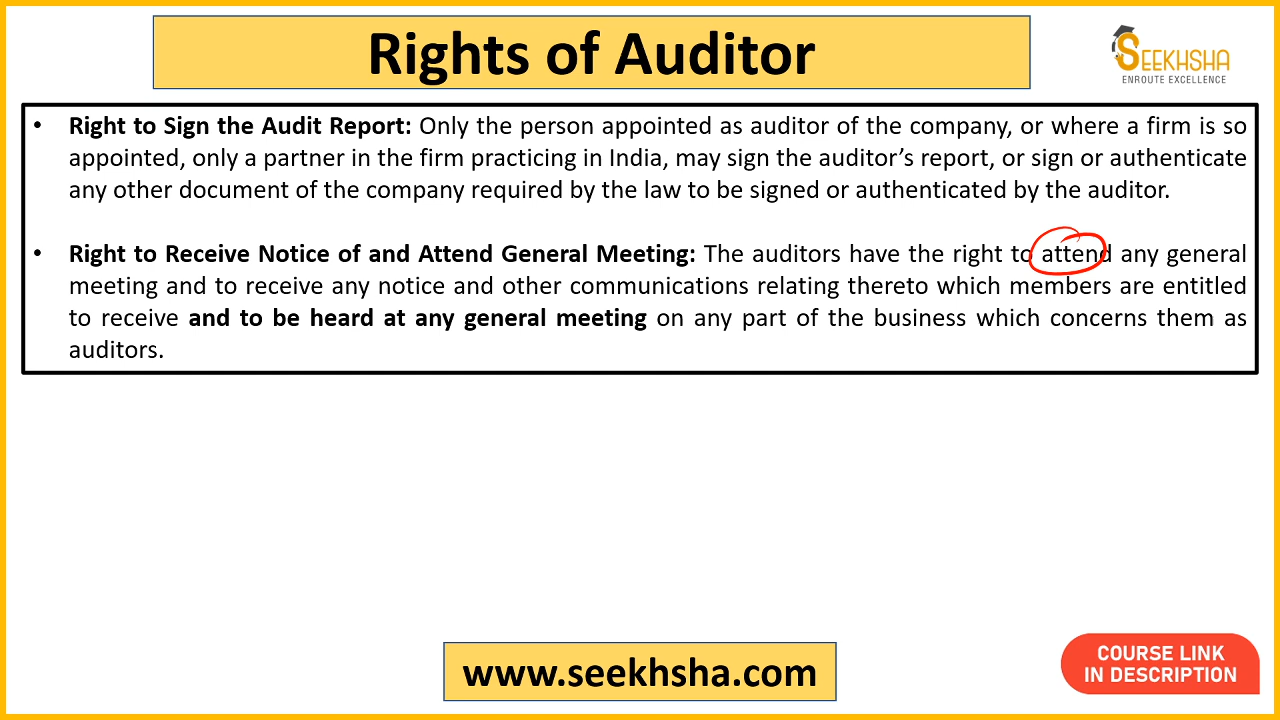 Rights of Auditor
SEEKHSHA
ENROUTE EXCELLENCE
• Right to Sign the Audit Report: Only the person appointed as auditor of the company, or where a firm is so
appointed, only a partner in the firm practicing in India, may sign the auditor’s report, or sign or authenticate
any other document of the company required by the law to be signed or authenticated by the auditor.
• Right to Receive Notice of and Attend General Meeting: The auditors have the right to attend any general
meeting and to receive any notice and other communications relating thereto which members are entitled
to receive and to be heard at any general meeting on any part of the business which concerns them as
auditors.
www.seekhsha.com
COURSE LINK
IN DESCRIPTION